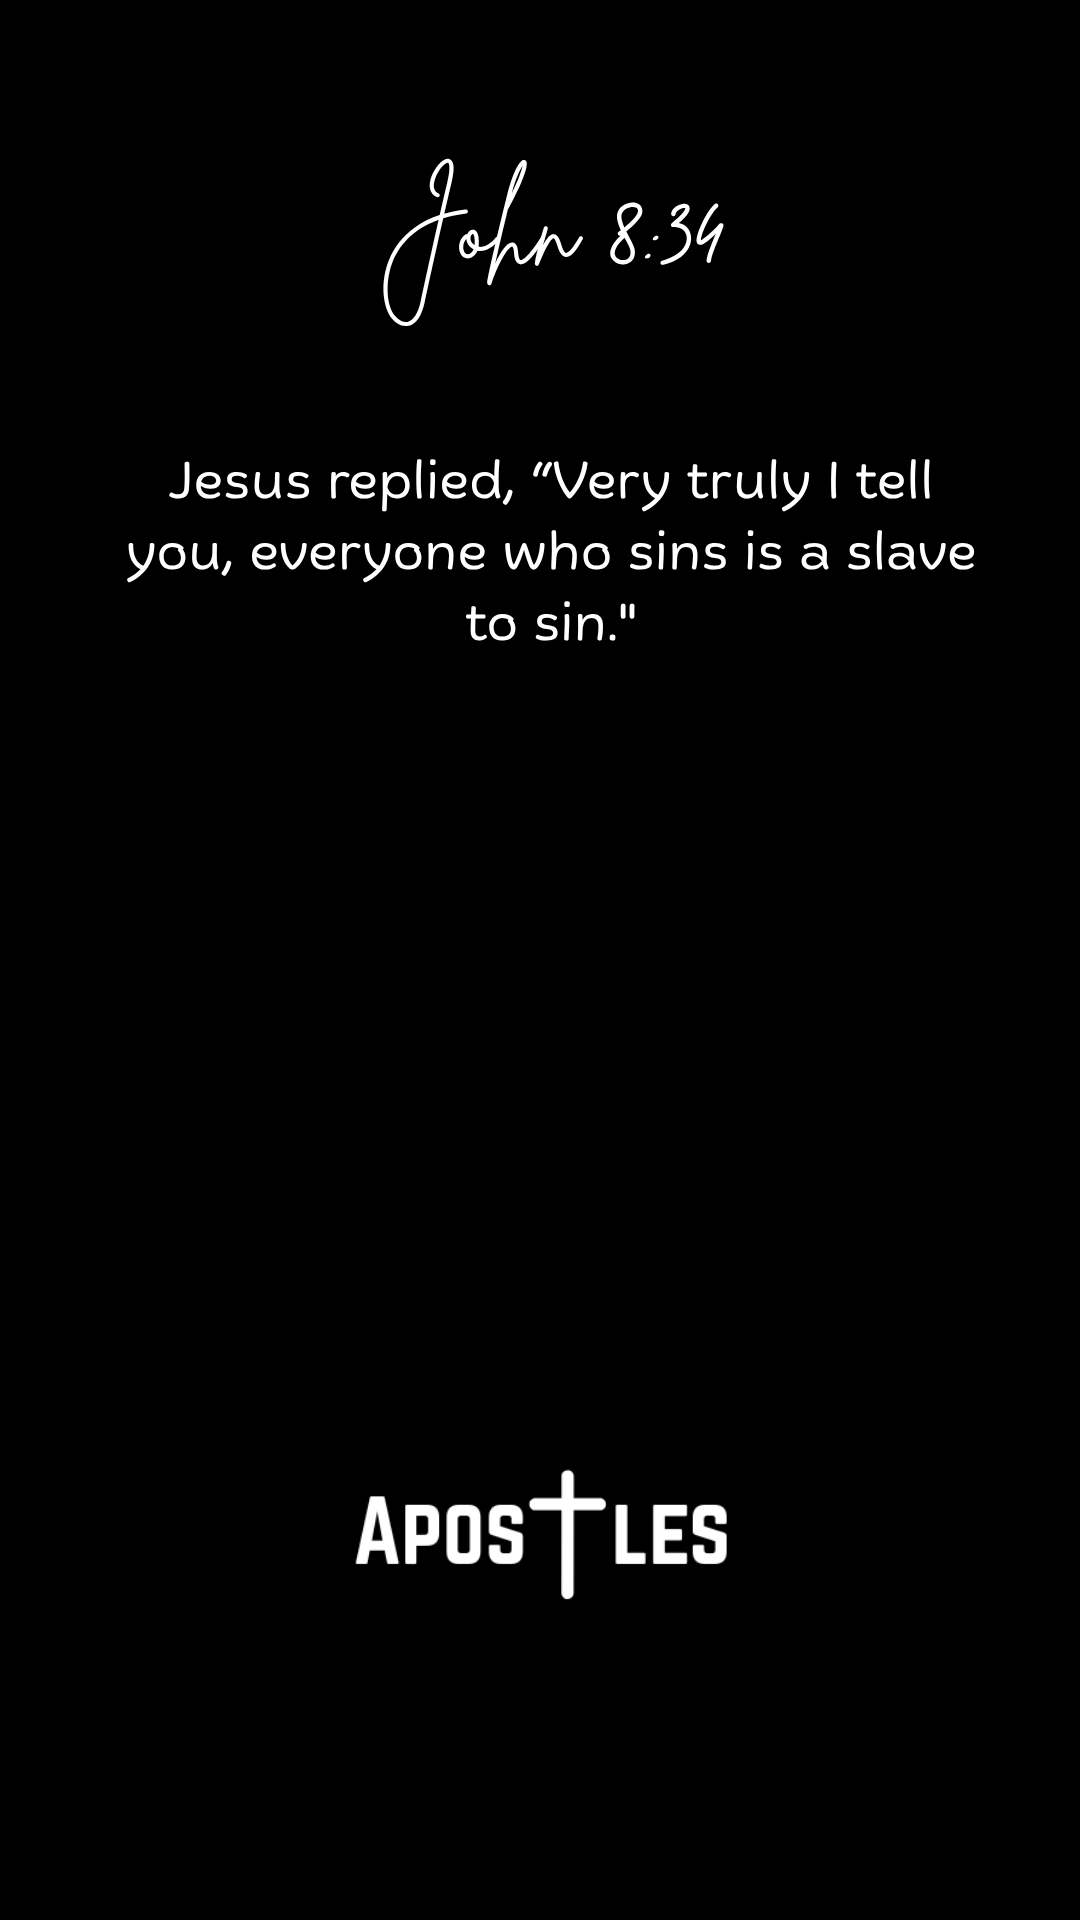 John 8:34
Jesus replied, “Very truly I tell
you, everyone who sins is a slave
to sin."
APOSTLES